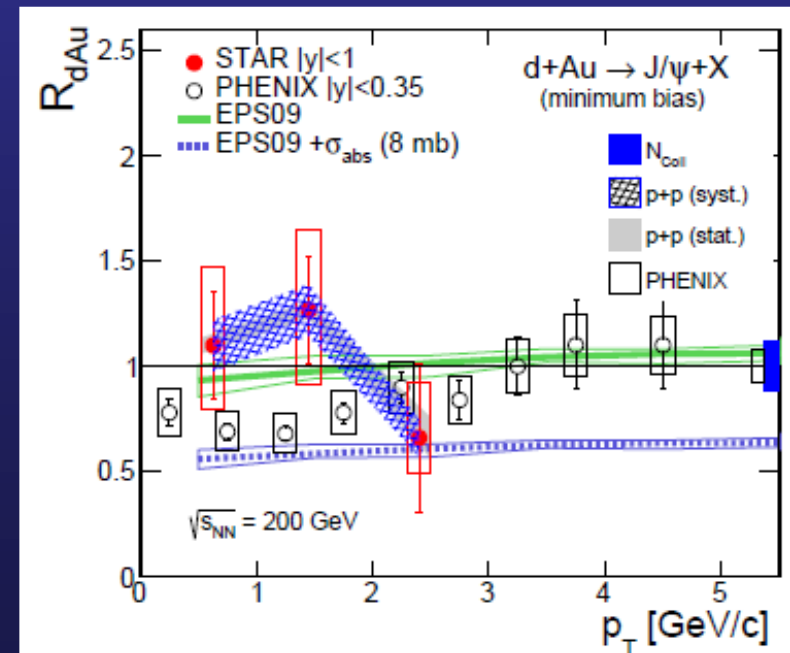 R_dAu
2.5
2
1.5
1
0.5
0
STAR |y|<1
PHENIX |y|<0.35
EPS09
EPS09 +σ_abs (8 mb)
d+Au → J/ψ+X
(minimum bias)
N_Coll
p+p (syst.)
p+p (stat.)
PHENIX
√s_NN = 200 GeV
0 1 2 3 4 5
p_T [GeV/c]